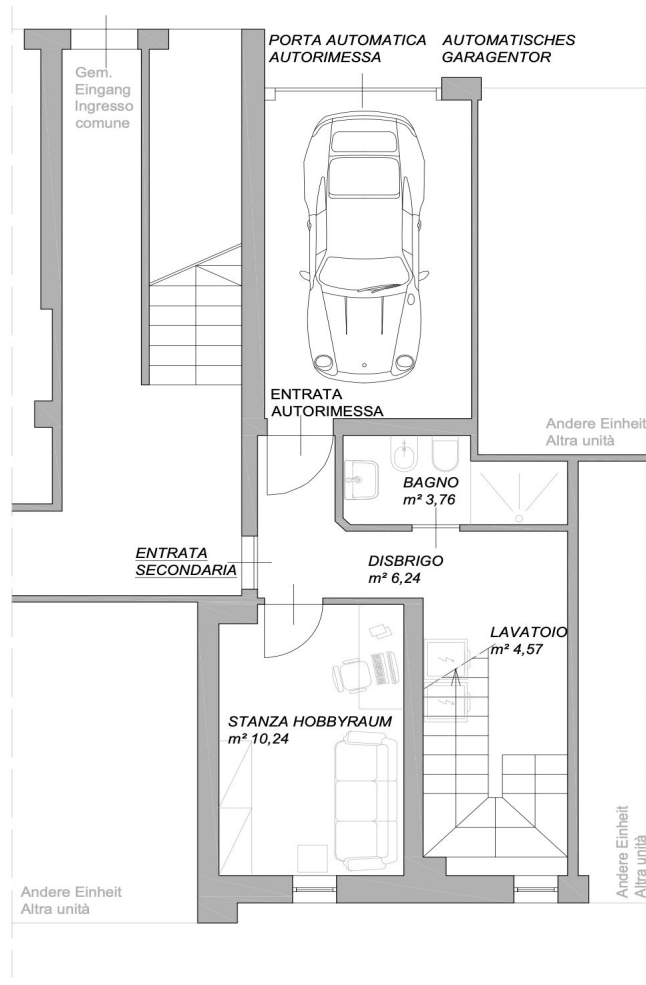 PORTA AUTOMATICA
AUTORIMESSA
AUTOMATISCHES
GARAGENTOR
Gem.
Eingang
Ingresso
comune
ENTRATA
AUTORIMESSA
Andere Einheit
Altra unità
BAGNO
m² 3,76
ENTRATA
SECONDARIA
DISBRIGO
m² 6,24
LAVATOIO
m² 4,57
STANZA HOBBYRAUM
m² 10,24
Andere Einheit
Altra unità
Andere Einheit
Altra unità